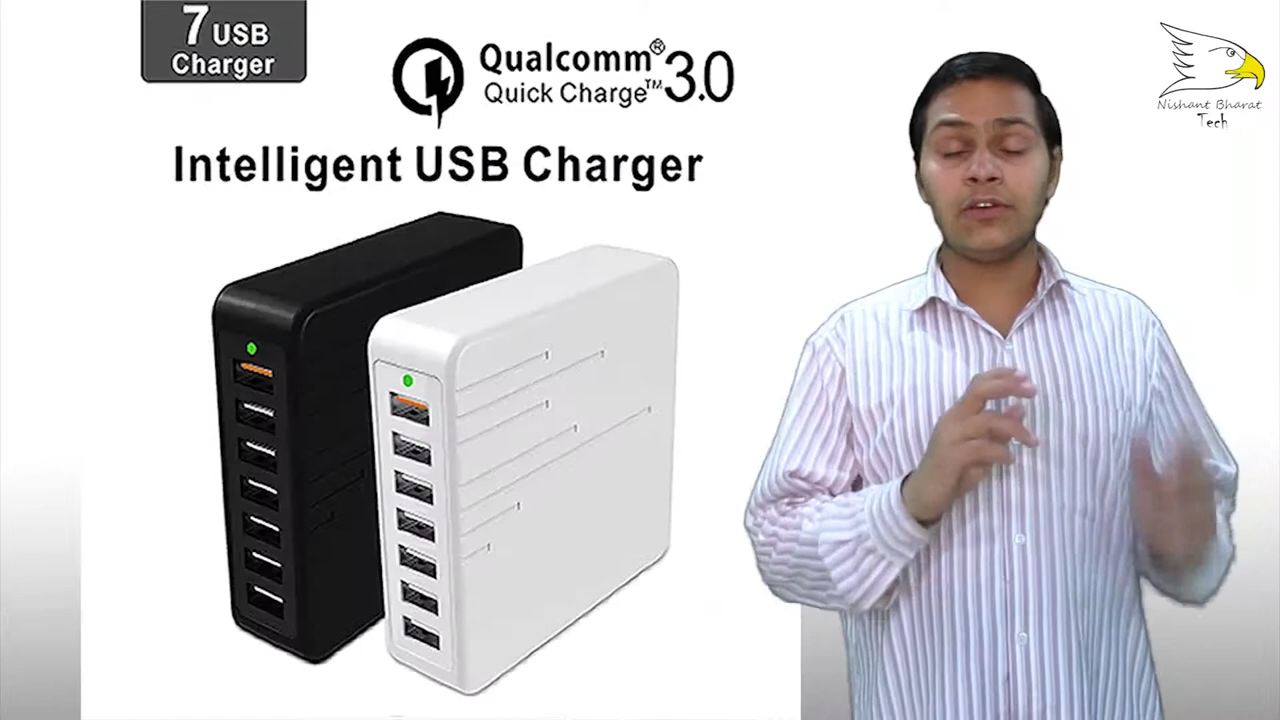 7 USB
Charger
Qualcomm® 3.0
Quick Charge™
Intelligent USB Charger
Nishant Bharat
Tech